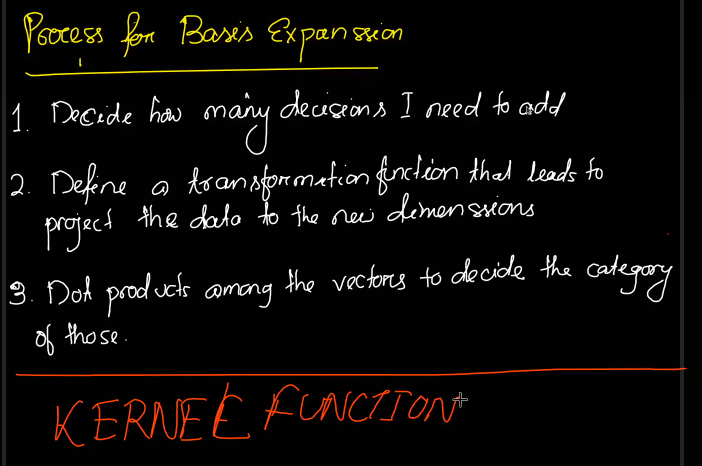 Process for Basis Expansion
1. Decide how many decisions I need to add
2. Define a transformation function that leads to
project the data to the new dimensions
3. Dot products among the vectors to decide the category
of those.
KERNEL FUNCTION